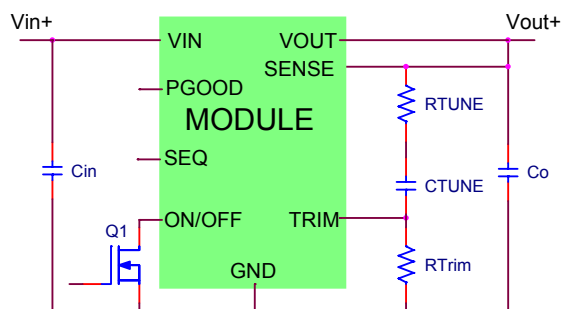 Vin+
Vout+
VIN
VOUT
SENSE
PGOOD
RTUNE
MODULE
SEQ
Cin
CTUNE
Co
Q1
ON/OFF
TRIM
GND
RTrim